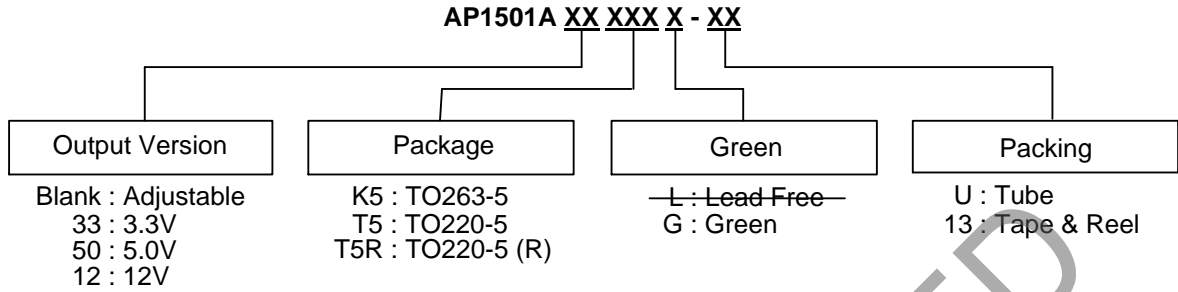 AP1501A XX XXX X - XX
Output Version
Blank : Adjustable
33 : 3.3V
50 : 5.0V
12 : 12V
Package
K5 : TO263-5
T5 : TO220-5
T5R : TO220-5 (R)
Green
L : Lead Free
G : Green
Packing
U : Tube
13 : Tape & Reel